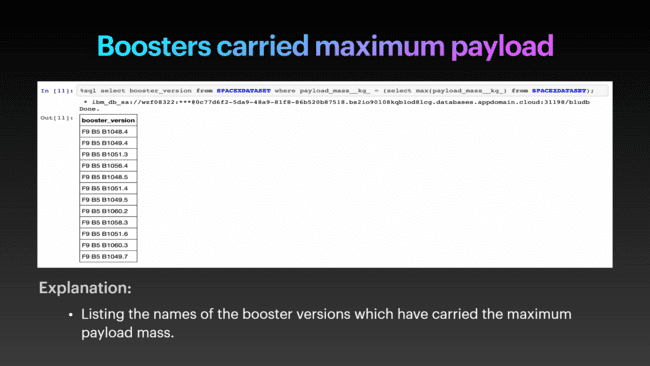 Boosters carried maximum payload
In [11]: %sql select booster_version from SPACEXDATASET where payload_mass__kg_ = (select max(payload_mass__kg_) from SPACEXDATASET);
* ibm_db_sa://wzf08322:***@0c77d6f2-5da9-48a9-81f8-86b520b87518.bs2io90l08kqb1od8lcg.databases.appdomain.cloud:31198/bludb
Done.
Out[11]:
booster_version
F9 B5 B1048.4
F9 B5 B1049.4
F9 B5 B1051.3
F9 B5 B1056.4
F9 B5 B1048.5
F9 B5 B1051.4
F9 B5 B1049.5
F9 B5 B1060.2
F9 B5 B1058.3
F9 B5 B1051.6
F9 B5 B1060.3
F9 B5 B1049.7
Explanation:
• Listing the names of the booster versions which have carried the maximum
payload mass.